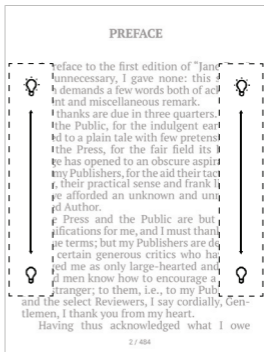 PREFACE
reface to the first edition of "Jane
unnecessary, I gave none: this s
demands a few words both of ac
nt and miscellaneous remark.
thanks are due in three quarters.
the Public, for the indulgent ear
d to a plain tale with few pretens
the Press, for the fair field its h
e has opened to an obscure aspir
my Publishers, for the aid their tac
, their practical sense and frank l
e afforded an unknown and un
d Author.
Press and the Public are but
ifications for me, and I must than
ue terms; but my Publishers are de
certain generous critics who ha
ed me as only large-hearted and
d men know how to encourage a
tranger; to them, i.e., to my Pub
and the select Reviewers, I say cordially, Gen-
tlemen, I thank you from my heart.
Having thus acknowledged what I owe
2 / 484